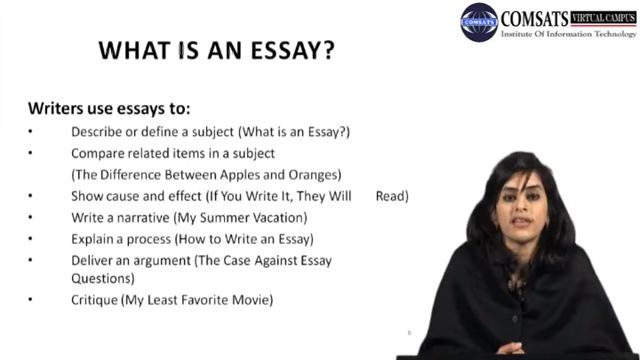 COMSATS VIRTUAL CAMPUS
Institute Of Information Technology
WHAT IS AN ESSAY?
Writers use essays to:
• Describe or define a subject (What is an Essay?)
• Compare related items in a subject
(The Difference Between Apples and Oranges)
• Show cause and effect (If You Write It, They Will Read)
• Write a narrative (My Summer Vacation)
• Explain a process (How to Write an Essay)
• Deliver an argument (The Case Against Essay
Questions)
• Critique (My Least Favorite Movie)